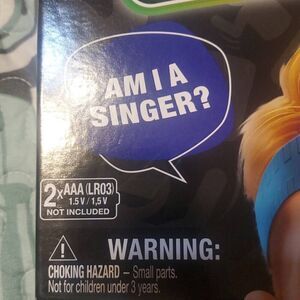 AM I A
SINGER?
2x AAA (LR03)
1.5 V / 1,5 V
NOT INCLUDED
WARNING:
CHOKING HAZARD – Small parts.
Not for children under 3 years.